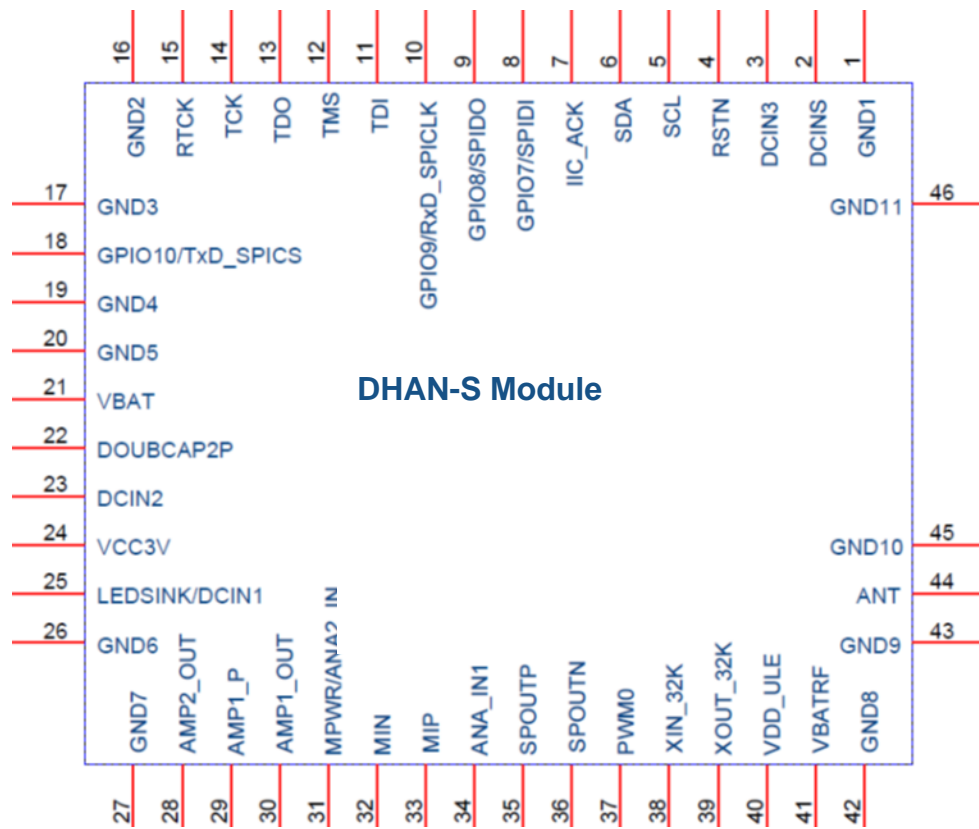 16 15 14 13 12 11 10 9 8 7 6 5 4 3 2 1
GND2 RTCK TCK TDO TMS TDI GPIO9/RxD_SPICLK GPIO8/SPIDO GPIO7/SPIDI IIC_ACK SDA SCL RSTN DCIN3 DCINS GND1
17 GND3 GND11 46
18 GPIO10/TxD_SPICS
19 GND4
20 GND5
21 VBAT
DHAN-S Module
22 DOUBCAP2P
23 DCIN2
24 VCC3V GND10 45
25 LEDSINK/DCIN1 ANT 44
26 GND6 GND9 43
GND7 AMP2_OUT AMP1_P AMP1_OUT MPWR/ANA2_IN MIN MIP ANA_IN1 SPOUTP SPOUTN PWM0 XIN_32K XOUT_32K VDD_ULE VBATRF GND8
27 28 29 30 31 32 33 34 35 36 37 38 39 40 41 42